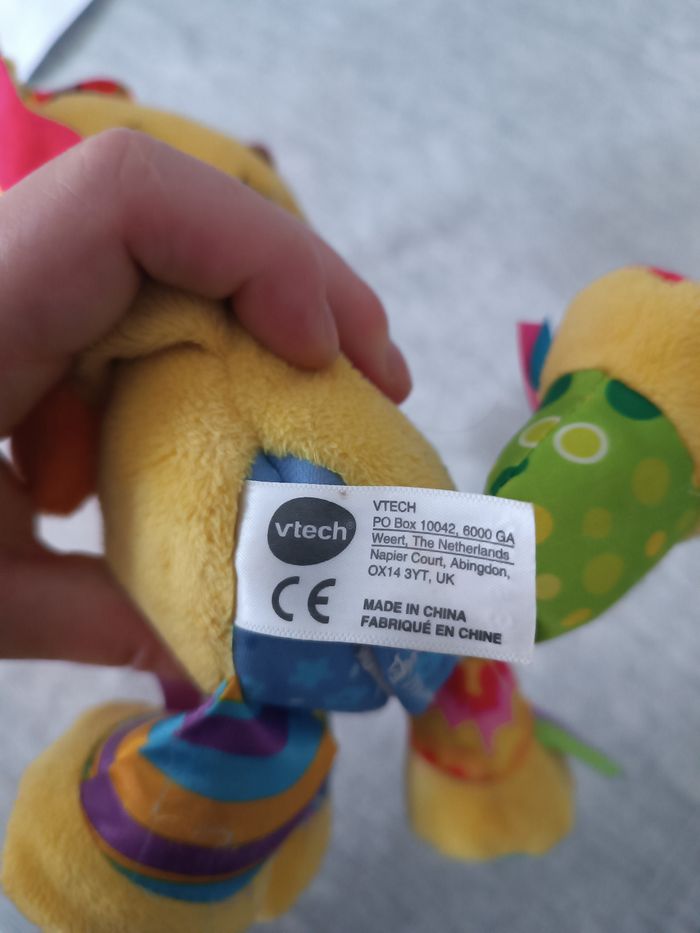 vtech
VTECH
PO Box 10042, 6000 GA
Weert, The Netherlands
Napier Court, Abingdon,
OX14 3YT, UK
CE
MADE IN CHINA
FABRIQUÉ EN CHINE